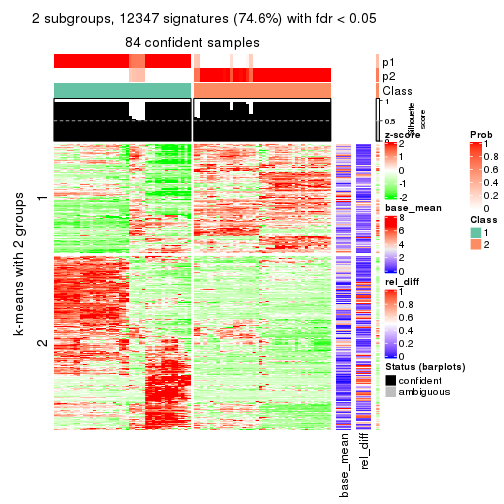 2 subgroups, 12347 signatures (74.6%) with fdr < 0.05
84 confident samples
p1
p2
Class
1
0.5
0
Silhouette
score
k-means with 2 groups
1
2
base_mean
rel_diff
z-score
2
1
0
-1
-2
base_mean
8
6
4
2
0
rel_diff
1
0.8
0.6
0.4
0.2
0
Status (barplots)
confident
ambiguous
Prob
1
0.8
0.6
0.4
0.2
0
Class
1
2